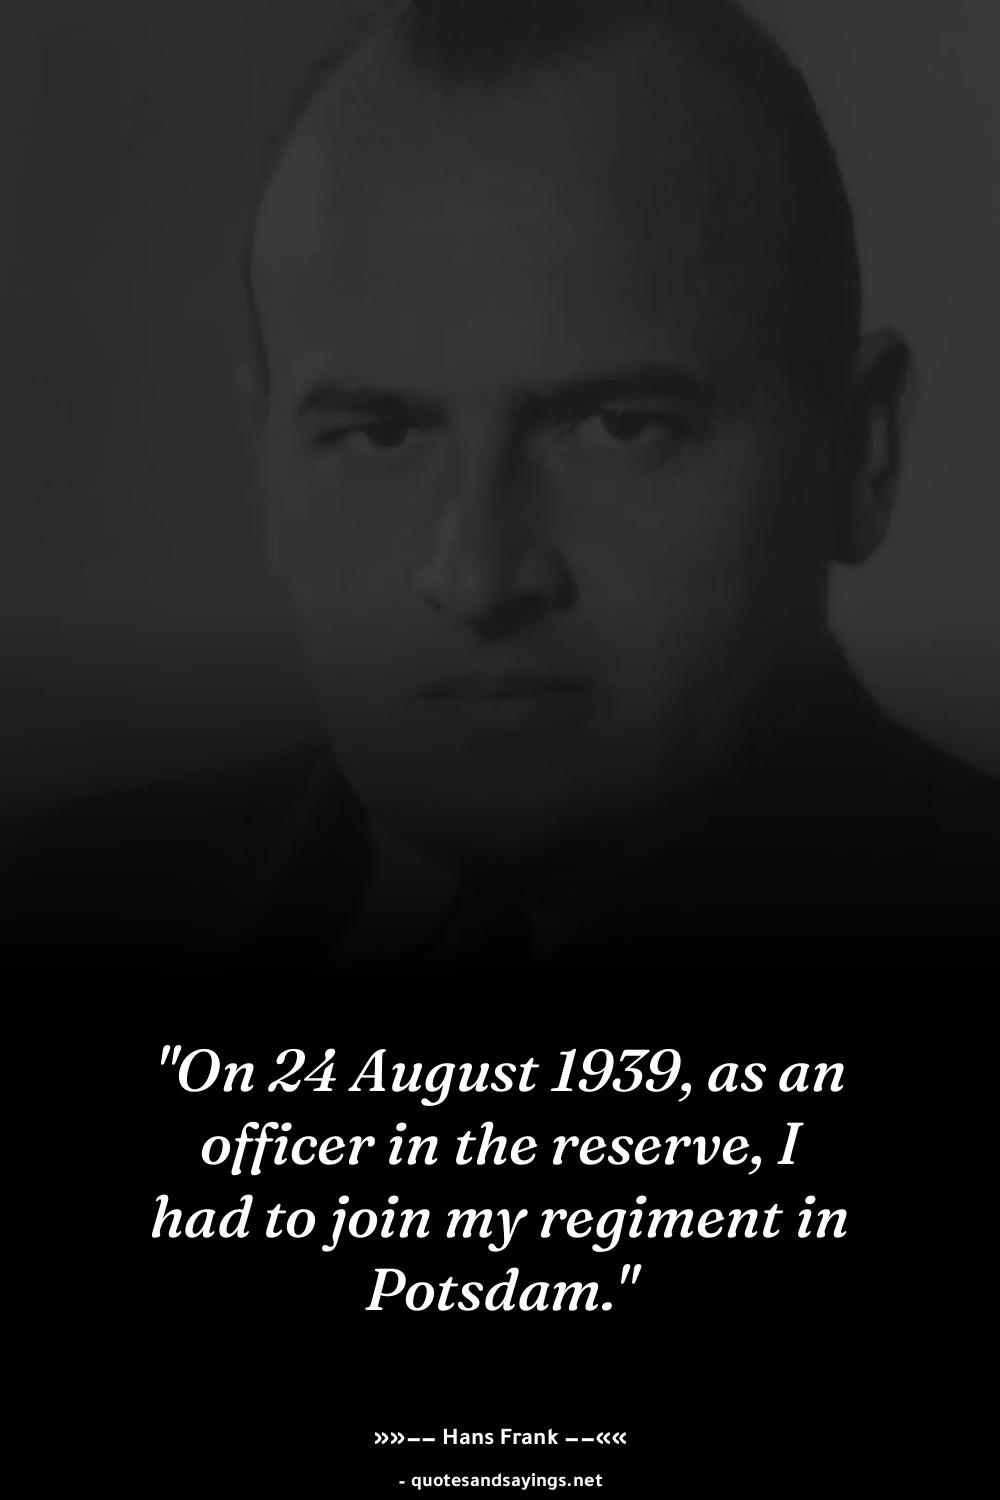 "On 24 August 1939, as an
officer in the reserve, I
had to join my regiment in
Potsdam."
»»−− Hans Frank −−««
- quotesandsayings.net